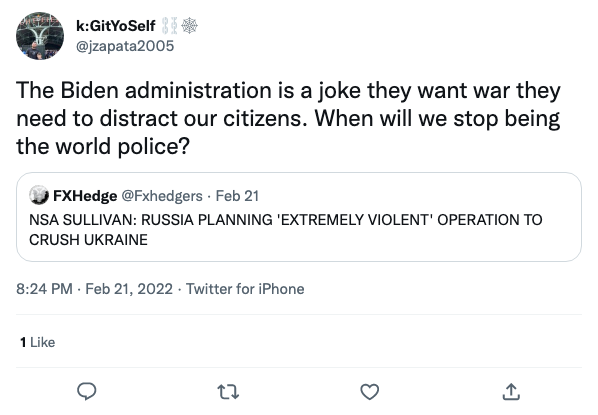 k:GitYoSelf ⛓🕸
@jzapata2005
The Biden administration is a joke they want war they
need to distract our citizens. When will we stop being
the world police?
FXHedge @Fxhedgers · Feb 21
NSA SULLIVAN: RUSSIA PLANNING 'EXTREMELY VIOLENT' OPERATION TO
CRUSH UKRAINE
8:24 PM · Feb 21, 2022 · Twitter for iPhone
1 Like